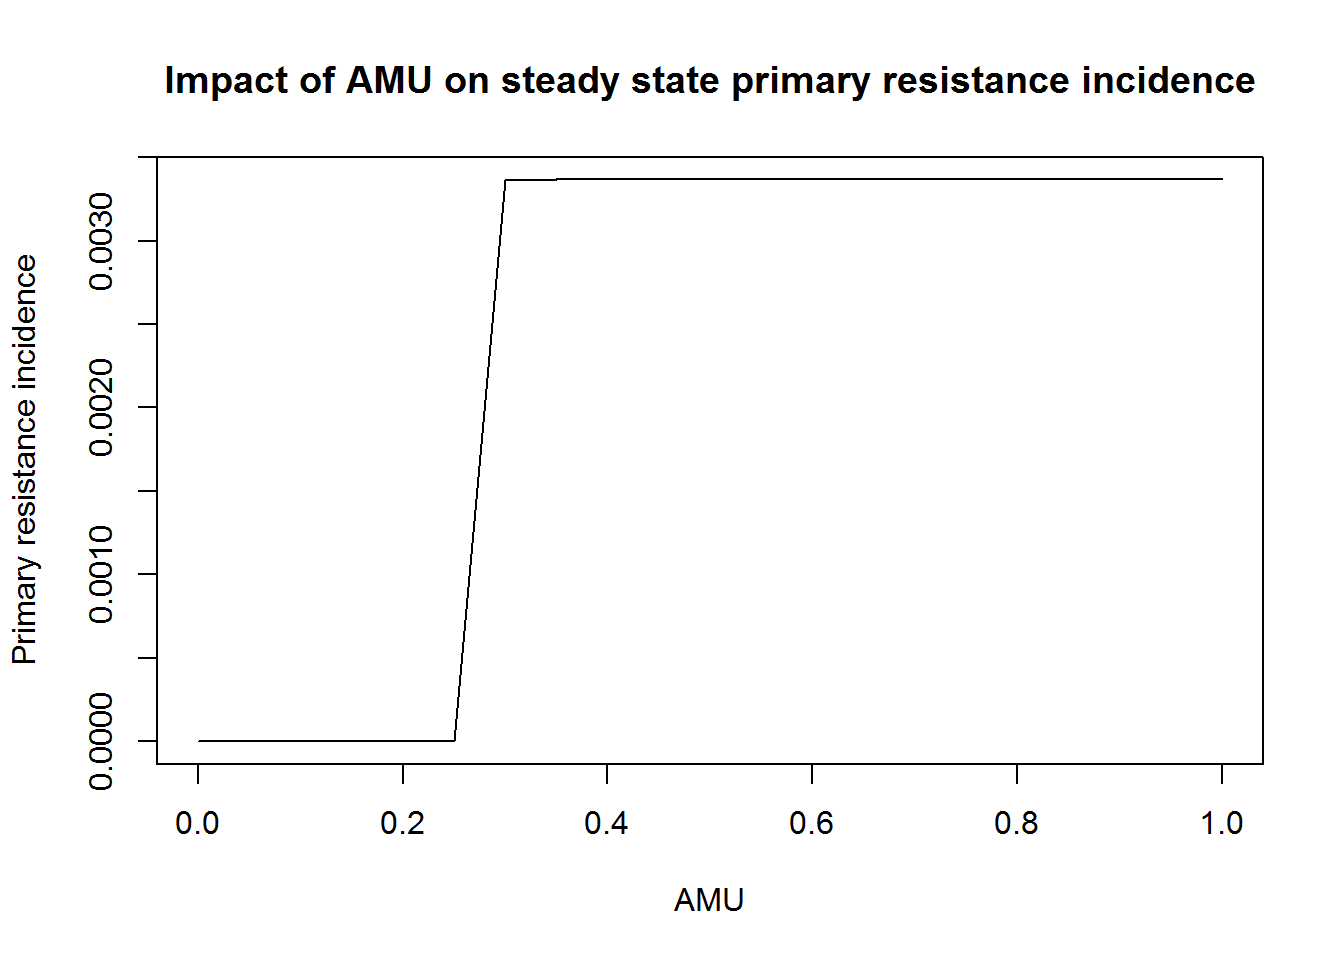 Impact of AMU on steady state primary resistance incidence
Primary resistance incidence
0.0030
0.0020
0.0010
0.0000
0.0 0.2 0.4 0.6 0.8 1.0
AMU